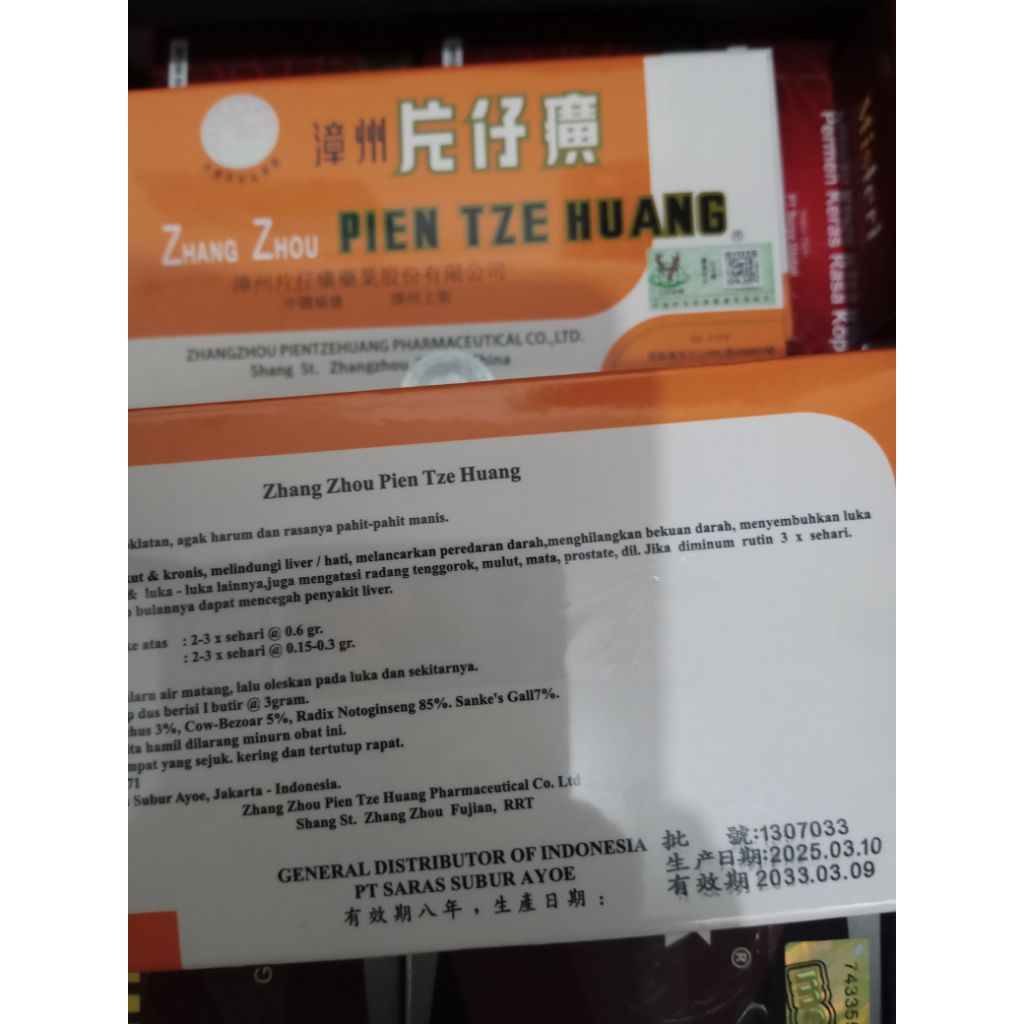 漳州 片仔癀
ZHANG ZHOU PIEN TZE HUANG ®
漳州片仔癀藥業股份有限公司
ZHANGZHOU PIENTZEHUANG PHARMACEUTICAL CO.,LTD.
Shang St. Zhangzhou China
Permen Keras Rasa Kop
Zhang Zhou Pien Tze Huang
klatan, agak harum dan rasanya pahit-pahit manis.
ut & kronis, melindungi liver / hati, melancarkan peredaran darah,menghilangkan bekuan darah, menyembuhkan luka
& luka - luka lainnya,juga mengatasi radang tenggorok, mulut, mata, prostate, dil. Jika diminum rutin 3 x sehari.
bulannya dapat mencegah penyakit liver.
ke atas : 2-3 x sehari @ 0.6 gr.
: 2-3 x sehari @ 0.15-0.3 gr.
alarn air matang, lalu oleskan pada luka dan sekitarnya.
p dus berisi I butir @ 3gram.
hus 3%, Cow-Bezoar 5%, Radix Notoginseng 85%. Sanke's Gall7%.
ita hamil dilarang minurn obat ini.
mpat yang sejuk. kering dan tertutup rapat.
71
Subur Ayoe, Jakarta - Indonesia.
Zhang Zhou Pien Tze Huang Pharmaceutical Co. Ltd
Shang St. Zhang Zhou Fujian, RRT
GENERAL DISTRIBUTOR OF INDONESIA
PT SARAS SUBUR AYOE
有效期八年，生產日期：
批 號:1307033
生产日期:2025.03.10
有效期 2033.03.09
®
74335